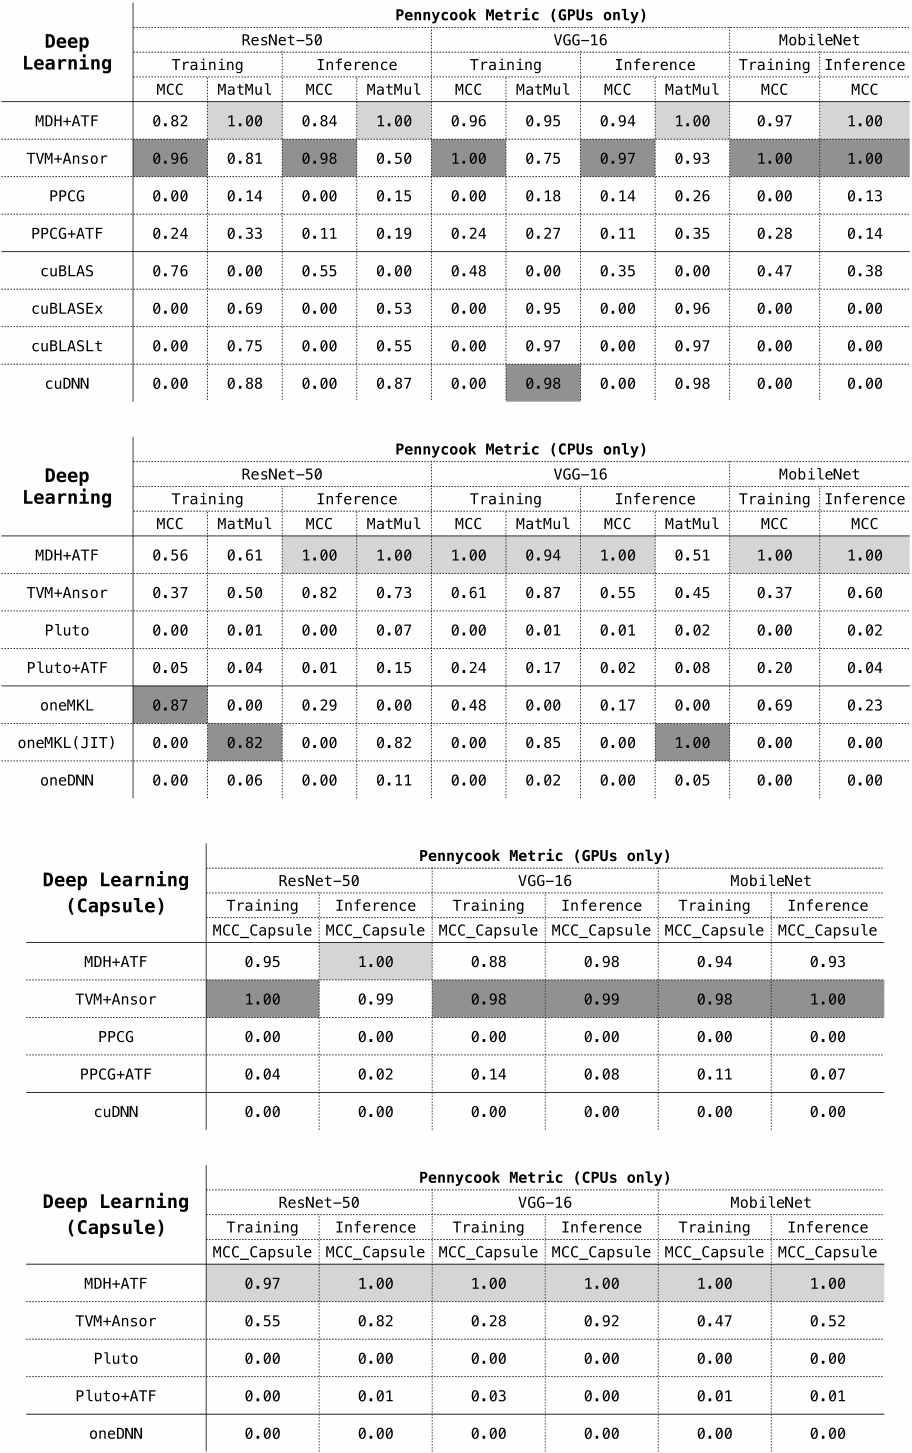 Pennycook Metric (GPUs only)
Deep Learning
ResNet-50 VGG-16 MobileNet
Training Inference Training Inference Training Inference
MCC MatMul MCC MatMul MCC MatMul MCC MatMul MCC MCC
MDH+ATF 0.82 1.00 0.84 1.00 0.96 0.95 0.94 1.00 0.97 1.00
TVM+Ansor 0.96 0.81 0.98 0.50 1.00 0.75 0.97 0.93 1.00 1.00
PPCG 0.00 0.14 0.00 0.15 0.00 0.18 0.14 0.26 0.00 0.13
PPCG+ATF 0.24 0.33 0.11 0.19 0.24 0.27 0.11 0.35 0.28 0.14
cuBLAS 0.76 0.00 0.55 0.00 0.48 0.00 0.35 0.00 0.47 0.38
cuBLASEx 0.00 0.69 0.00 0.53 0.00 0.95 0.00 0.96 0.00 0.00
cuBLASLt 0.00 0.75 0.00 0.55 0.00 0.97 0.00 0.97 0.00 0.00
cuDNN 0.00 0.88 0.00 0.87 0.00 0.98 0.00 0.98 0.00 0.00
Pennycook Metric (CPUs only)
Deep Learning
ResNet-50 VGG-16 MobileNet
Training Inference Training Inference Training Inference
MCC MatMul MCC MatMul MCC MatMul MCC MatMul MCC MCC
MDH+ATF 0.56 0.61 1.00 1.00 1.00 0.94 1.00 0.51 1.00 1.00
TVM+Ansor 0.37 0.50 0.82 0.73 0.61 0.87 0.55 0.45 0.37 0.60
Pluto 0.00 0.01 0.00 0.07 0.00 0.01 0.01 0.02 0.00 0.02
Pluto+ATF 0.05 0.04 0.01 0.15 0.24 0.17 0.02 0.08 0.20 0.04
oneMKL 0.87 0.00 0.29 0.00 0.48 0.00 0.17 0.00 0.69 0.23
oneMKL(JIT) 0.00 0.82 0.00 0.82 0.00 0.85 0.00 1.00 0.00 0.00
oneDNN 0.00 0.06 0.00 0.11 0.00 0.02 0.00 0.05 0.00 0.00
Pennycook Metric (GPUs only)
Deep Learning
(Capsule)
ResNet-50 VGG-16 MobileNet
Training Inference Training Inference Training Inference
MCC_Capsule MCC_Capsule MCC_Capsule MCC_Capsule MCC_Capsule MCC_Capsule
MDH+ATF 0.95 1.00 0.88 0.98 0.94 0.93
TVM+Ansor 1.00 0.99 0.98 0.99 0.98 1.00
PPCG 0.00 0.00 0.00 0.00 0.00 0.00
PPCG+ATF 0.04 0.02 0.14 0.08 0.11 0.07
cuDNN 0.00 0.00 0.00 0.00 0.00 0.00
Pennycook Metric (CPUs only)
Deep Learning
(Capsule)
ResNet-50 VGG-16 MobileNet
Training Inference Training Inference Training Inference
MCC_Capsule MCC_Capsule MCC_Capsule MCC_Capsule MCC_Capsule MCC_Capsule
MDH+ATF 0.97 1.00 1.00 1.00 1.00 1.00
TVM+Ansor 0.55 0.82 0.28 0.92 0.47 0.52
Pluto 0.00 0.00 0.00 0.00 0.00 0.00
Pluto+ATF 0.00 0.01 0.03 0.00 0.01 0.01
oneDNN 0.00 0.00 0.00 0.00 0.00 0.00